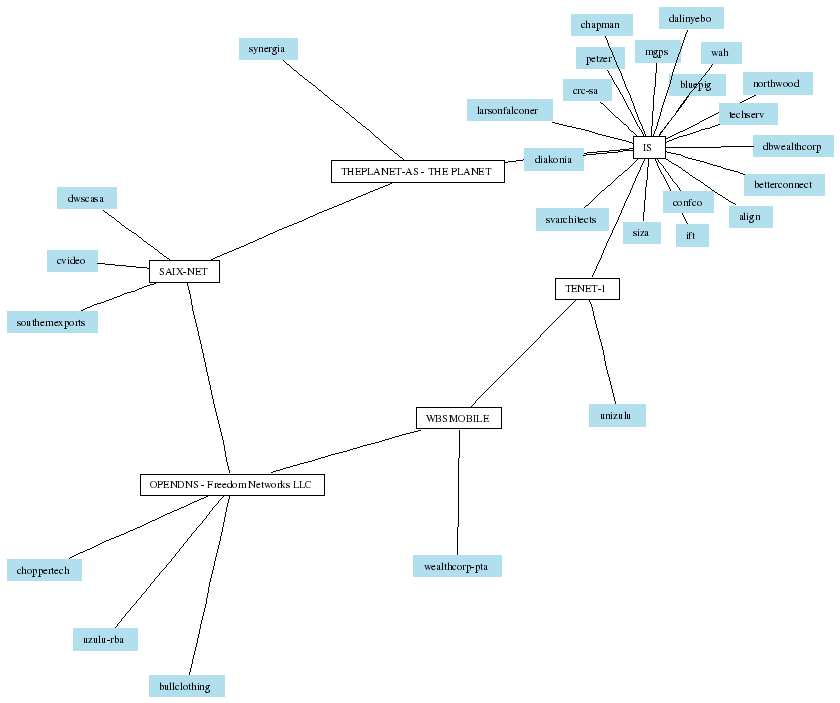 dalinyebo
chapman
synergia
mgps
wah
petzer
bluepig
northwood
crc-sa
larsonfalconer
techserv
IS
dbwealthcorp
diakonia
THEPLANET-AS - THE PLANET
betterconnect
dwscasa
confco
align
svarchitects
siza
ift
cvideo
SAIX-NET
TENET-1
southernexports
unizulu
WBSMOBILE
OPENDNS - Freedom Networks LLC
wealthcorp-pta
choppertech
uzulu-rba
bullclothing